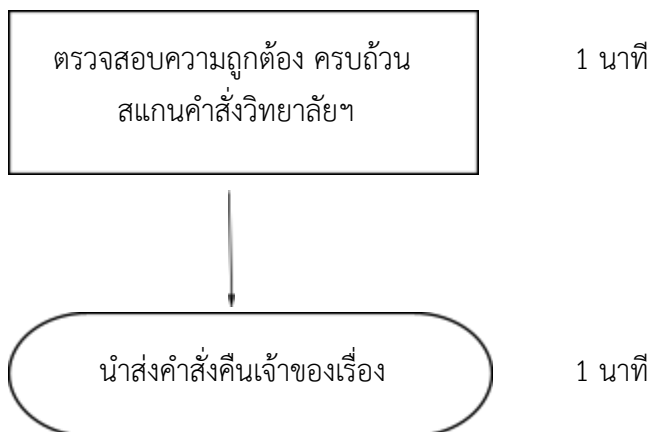 ตรวจสอบความถูกต้อง ครบถ้วน 1 นาที
สแกนคำสั่งวิทยาลัยฯ
นำส่งคำสั่งคืนเจ้าของเรื่อง 1 นาที